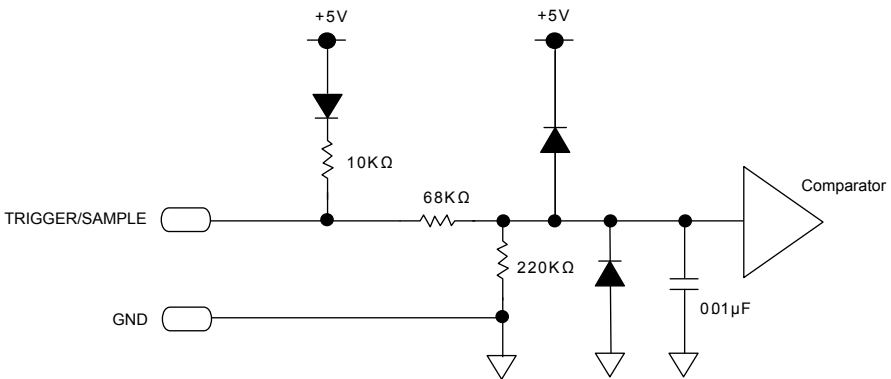 +5V
+5V
10KΩ
Comparator
68KΩ
TRIGGER/SAMPLE
220KΩ
001µF
GND